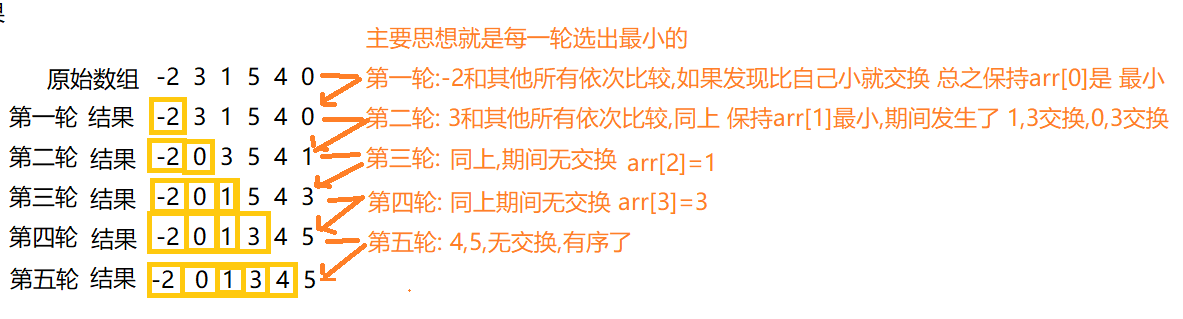 果
主要思想就是每一轮选出最小的
原始数组 -2 3 1 5 4 0 第一轮:-2和其他所有依次比较,如果发现比自己小就交换 总之保持arr[0]是 最小
第一轮 结果 -2 3 1 5 4 0 第二轮: 3和其他所有依次比较,同上 保持arr[1]最小,期间发生了 1,3交换,0,3交换
第二轮 结果 -2 0 3 5 4 1 第三轮: 同上,期间无交换 arr[2]=1
第三轮 结果 -2 0 1 5 4 3 第四轮: 同上期间无交换 arr[3]=3
第四轮 结果 -2 0 1 3 4 5 第五轮: 4,5,无交换,有序了
第五轮 结果 -2 0 1 3 4 5